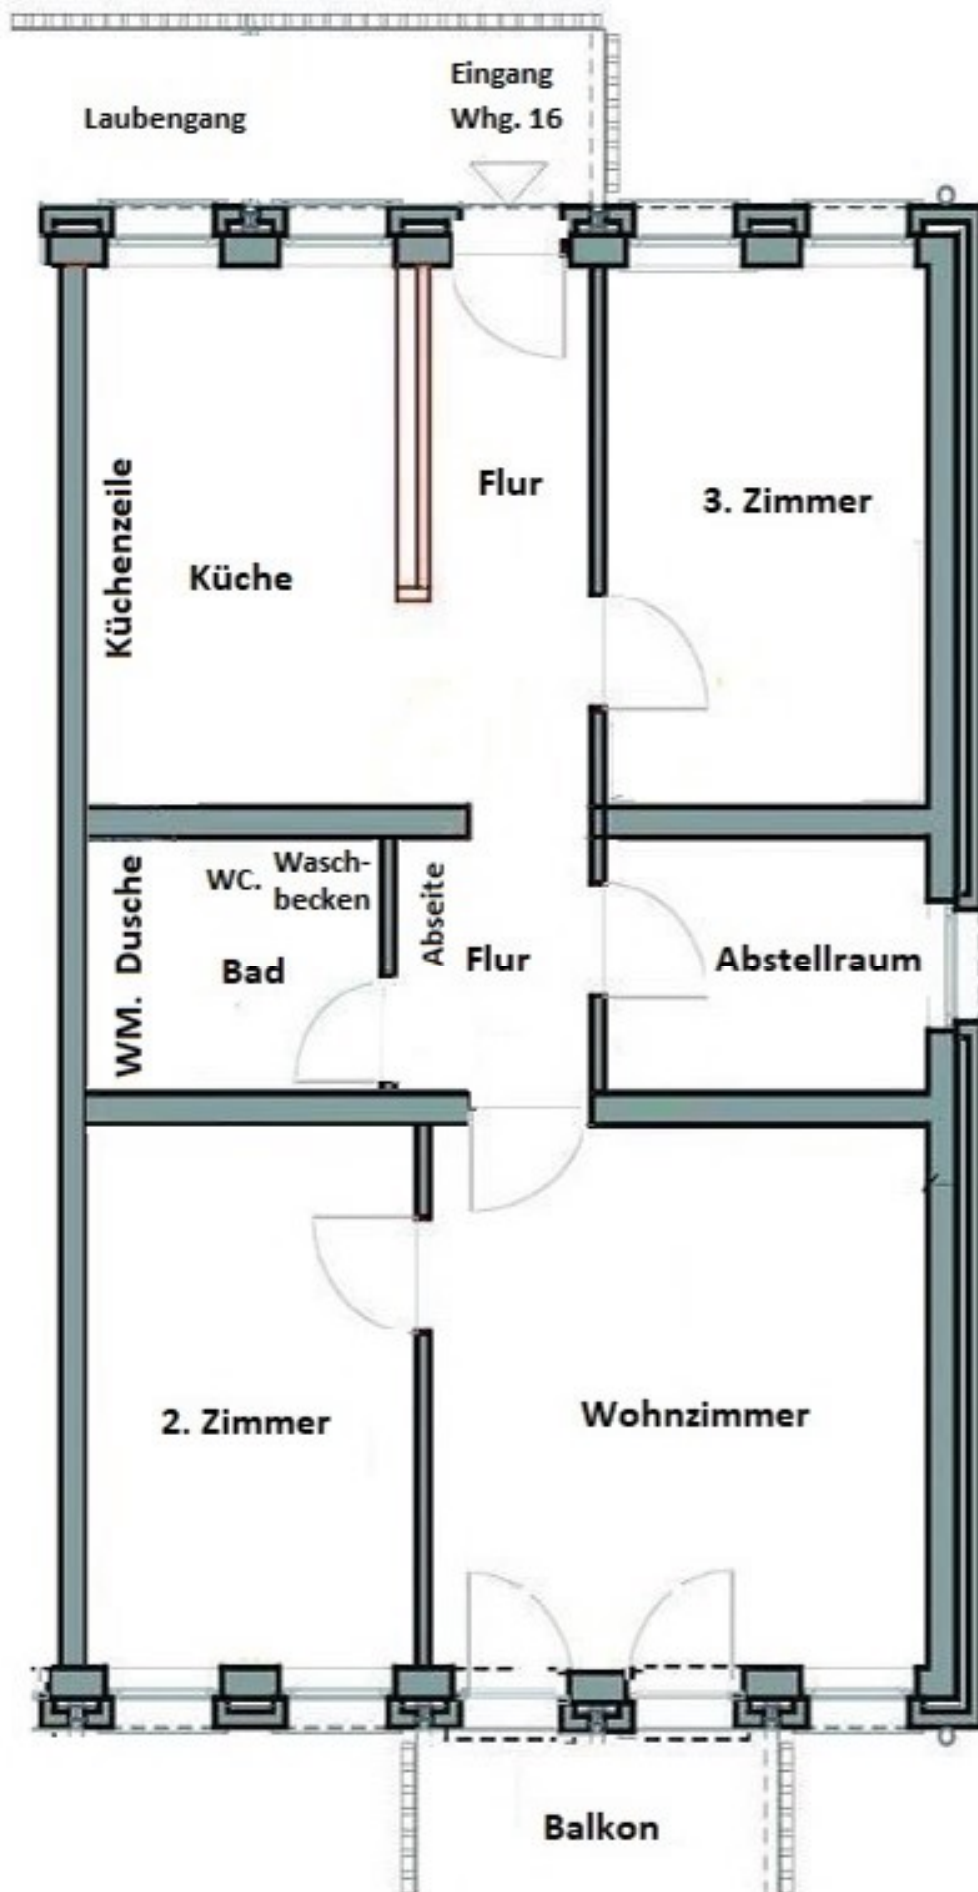 Eingang
Laubengang
Whg. 16
Flur
3. Zimmer
Küchenzeile
Küche
WC.
Wasch-
becken
WM. Dusche
Bad
Abseite
Flur
Abstellraum
2. Zimmer
Wohnzimmer
Balkon